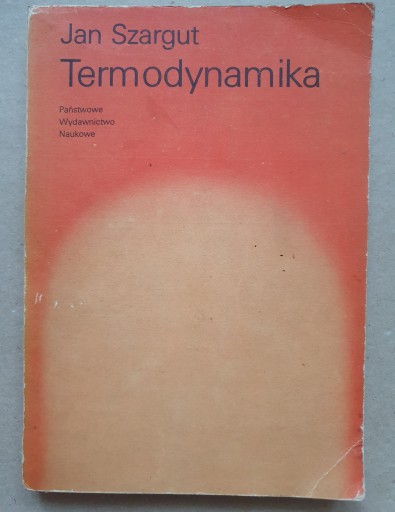 Jan Szargut
Termodynamika
Państwowe
Wydawnictwo
Naukowe